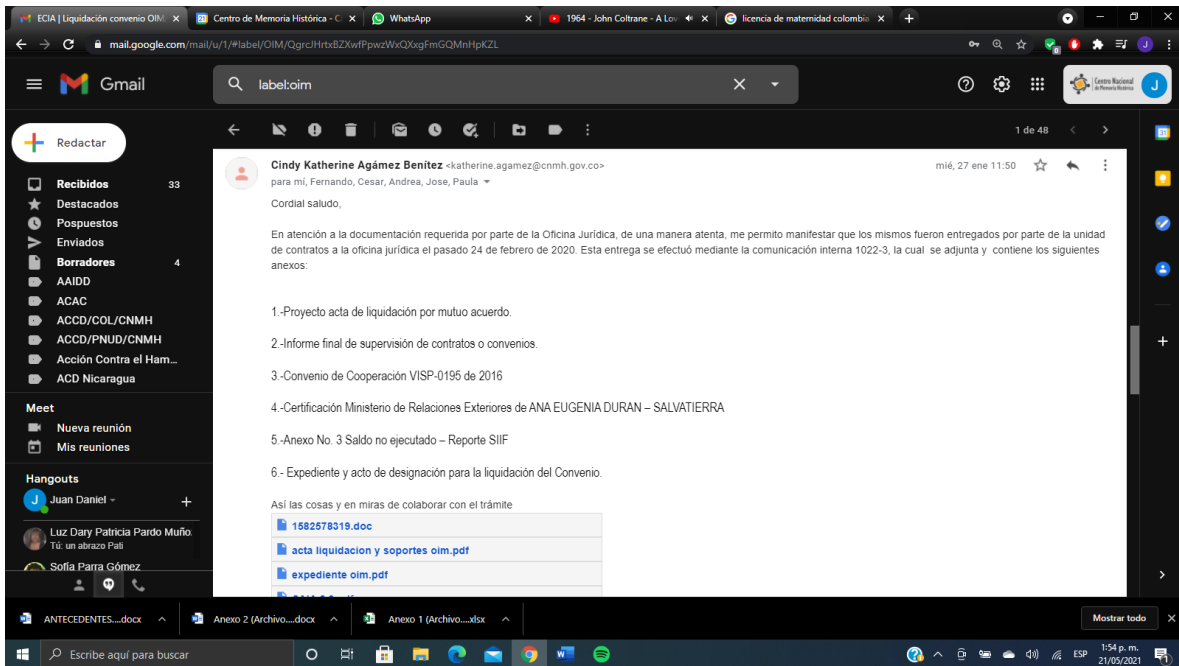 ECIA | Liquidación convenio OIM
Centro de Memoria Histórica - C
WhatsApp
1964 - John Coltrane - A Lov
licencia de maternidad colombia
mail.google.com/mail/u/1/#label/OIM/QgrcJHrtxBZXwfPpwzWxQXxgFmGQMnHpKZL
Gmail
label:oim
Centro Nacional
de Memoria Histórica
J
Redactar
1 de 48
Recibidos 33
Destacados
Pospuestos
Enviados
Borradores 4
AAIDD
ACAC
ACCD/COL/CNMH
ACCD/PNUD/CNMH
Acción Contra el Ham...
ACD Nicaragua
Meet
Nueva reunión
Mis reuniones
Hangouts
J Juan Daniel
Luz Dary Patricia Pardo Muño
Tú: un abrazo Pati
Sofía Parra Gómez
Cindy Katherine Agámez Benítez <katherine.agamez@cnmh.gov.co>
mié, 27 ene 11:50
para mí, Fernando, Cesar, Andrea, Jose, Paula
Cordial saludo,
En atención a la documentación requerida por parte de la Oficina Jurídica, de una manera atenta, me permito manifestar que los mismos fueron entregados por parte de la unidad
de contratos a la oficina jurídica el pasado 24 de febrero de 2020. Esta entrega se efectuó mediante la comunicación interna 1022-3, la cual se adjunta y contiene los siguientes
anexos:
1.-Proyecto acta de liquidación por mutuo acuerdo.
2.-Informe final de supervisión de contratos o convenios.
3.-Convenio de Cooperación VISP-0195 de 2016
4.-Certificación Ministerio de Relaciones Exteriores de ANA EUGENIA DURAN – SALVATIERRA
5.-Anexo No. 3 Saldo no ejecutado – Reporte SIIF
6.- Expediente y acto de designación para la liquidación del Convenio.
Así las cosas y en miras de colaborar con el trámite
1582578319.doc
acta liquidacion y soportes oim.pdf
expediente oim.pdf
ANTECEDENTES....docx
Anexo 2 (Archivo....docx
Anexo 1 (Archivo....xlsx
Mostrar todo
Escribe aquí para buscar
ESP
1:54 p. m.
21/05/2021